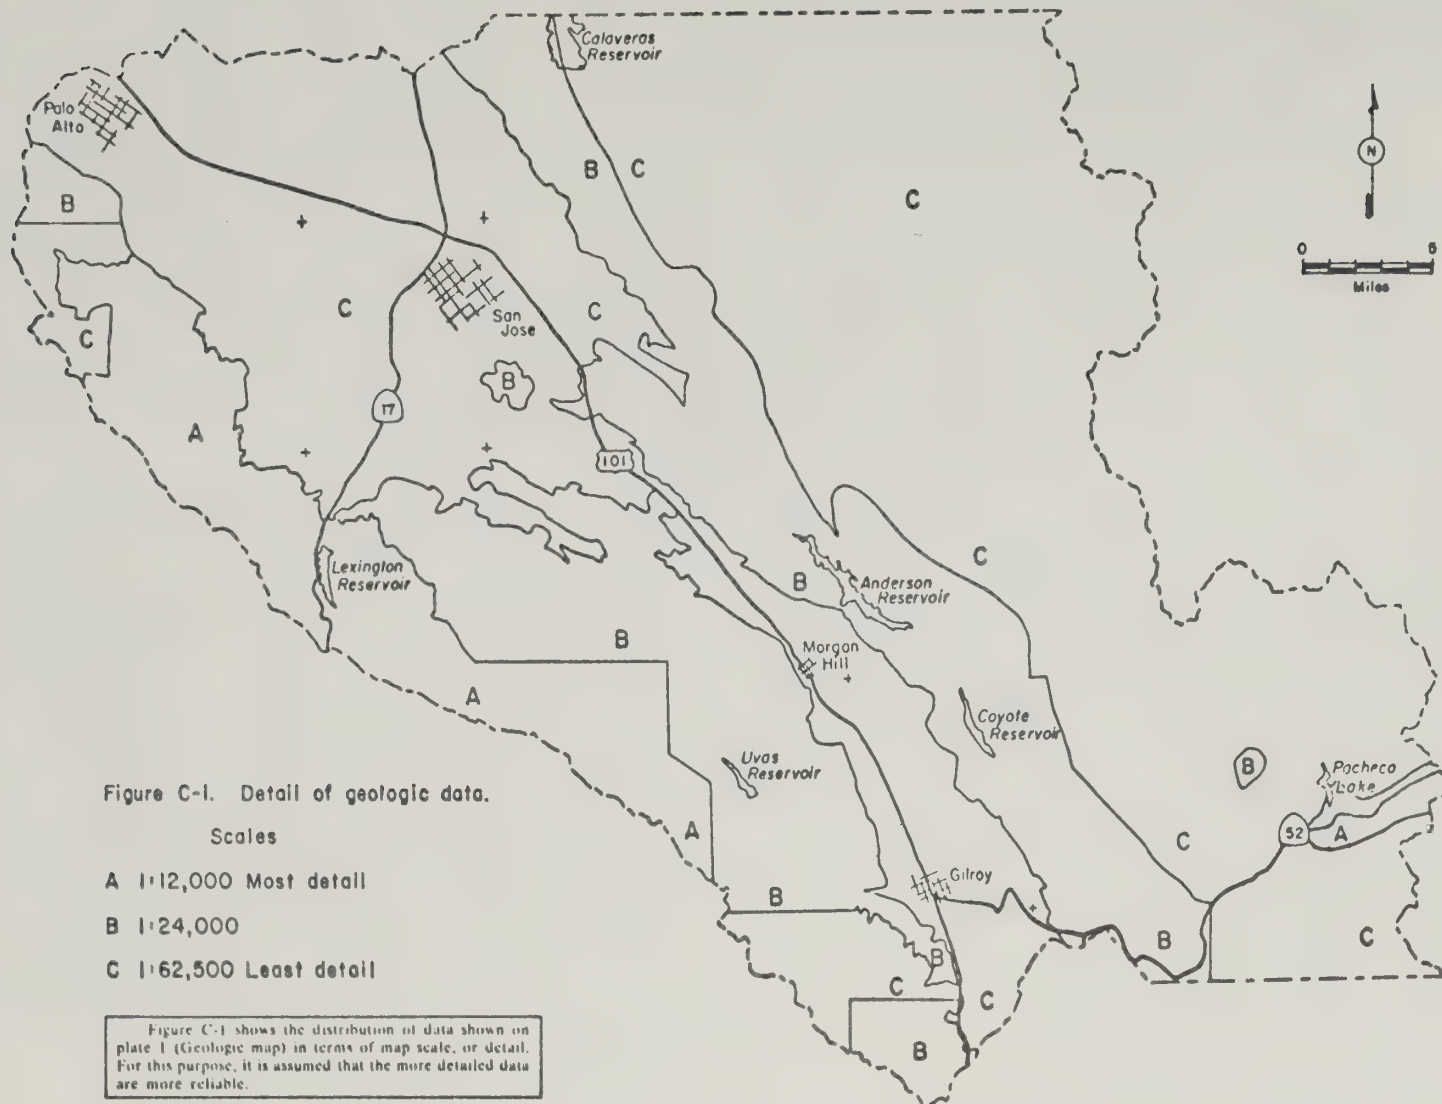 Calaveras
Reservoir
Palo
Alto
N
B
C
C
B
0
5
Miles
C
C
San
Jose
C
B
17
A
101
C
Lexington
Reservoir
B
Anderson
Reservoir
B
Morgan
Hill
A
Coyote
Reservoir
Uvas
Reservoir
B
Pacheco
Lake
Figure C-1. Detail of geologic data.
Scales
A
C
52
A
A 1:12,000 Most detail
Gilroy
B
B 1:24,000
B
C
B
C 1:62,500 Least detail
C
C
B
Figure C-1 shows the distribution of data shown on
plate 1 (Geologic map) in terms of map scale, or detail.
For this purpose, it is assumed that the more detailed data
are more reliable.